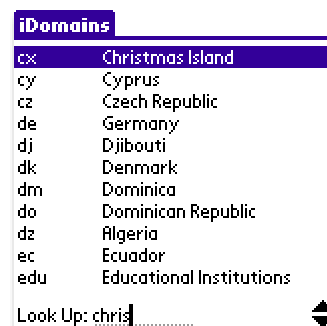 iDomains
cx Christmas Island
cy Cyprus
cz Czech Republic
de Germany
dj Djibouti
dk Denmark
dm Dominica
do Dominican Republic
dz Algeria
ec Ecuador
edu Educational Institutions
Look Up: chris